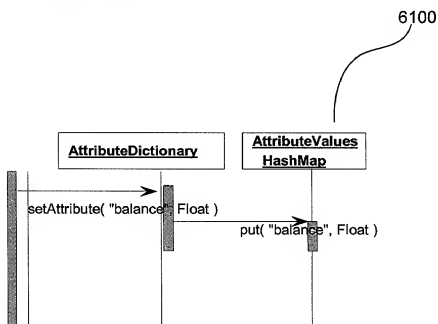 6100
AttributeDictionary
AttributeValues
HashMap
setAttribute( "balance", Float )
put( "balance", Float )